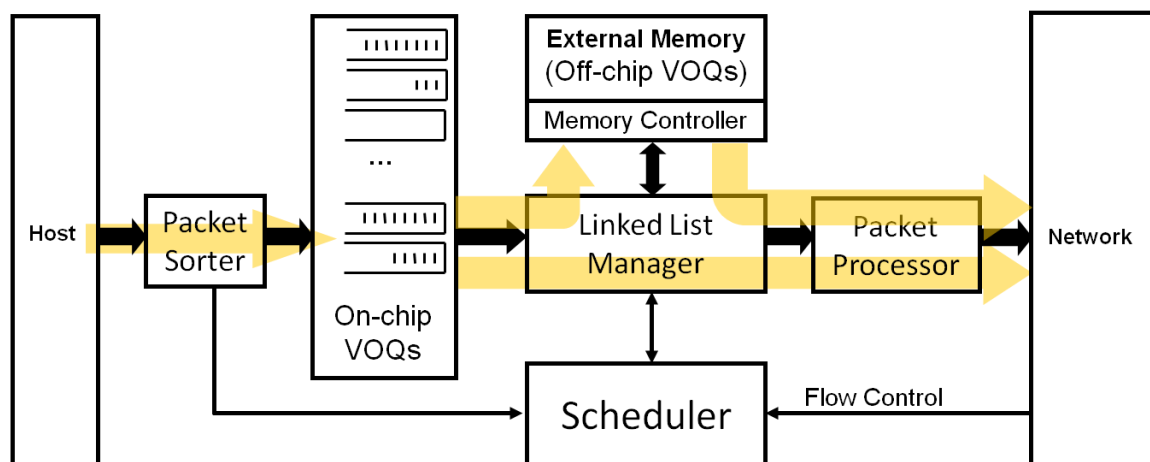 Host
Packet
Sorter
...
On-chip
VOQs
External Memory
(Off-chip VOQs)
Memory Controller
Linked List
Manager
Packet
Processor
Network
Scheduler
Flow Control